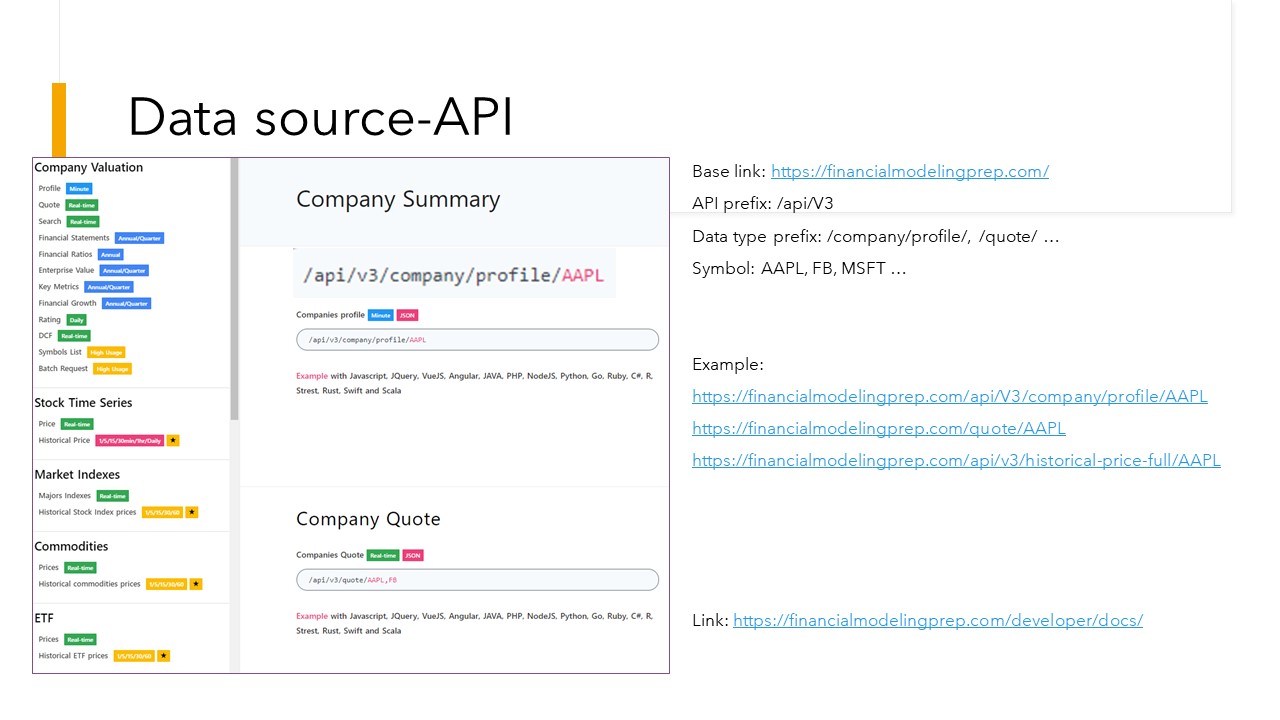 Data source-API
Company Valuation
Profile Minute
Quote Real-time
Search Real-time
Financial Statements Annual/Quarter
Financial Ratios Annual
Enterprise Value Annual/Quarter
Key Metrics Annual/Quarter
Financial Growth Annual/Quarter
Rating Daily
DCF Real-time
Symbols List High Usage
Batch Request High Usage
Stock Time Series
Price Real-time
Historical Price 1/5/15/30min/1hr/Daily ★
Market Indexes
Majors Indexes Real-time
Historical Stock Index prices 1/5/15/30/60 ★
Commodities
Prices Real-time
Historical commodities prices 1/5/15/30/60 ★
ETF
Prices Real-time
Historical ETF prices 1/5/15/30/60 ★
Company Summary
/api/v3/company/profile/AAPL
Companies profile Minute JSON
/api/v3/company/profile/AAPL
Example with Javascript, JQuery, VueJS, Angular, JAVA, PHP, NodeJS, Python, Go, Ruby, C#, R,
Strest, Rust, Swift and Scala
Company Quote
Companies Quote Real-time JSON
/api/v3/quote/AAPL,FB
Example with Javascript, JQuery, VueJS, Angular, JAVA, PHP, NodeJS, Python, Go, Ruby, C#, R,
Strest, Rust, Swift and Scala
Base link: https://financialmodelingprep.com/
API prefix: /api/V3
Data type prefix: /company/profile/, /quote/ …
Symbol: AAPL, FB, MSFT …
Example:
https://financialmodelingprep.com/api/V3/company/profile/AAPL
https://financialmodelingprep.com/quote/AAPL
https://financialmodelingprep.com/api/v3/historical-price-full/AAPL
Link: https://financialmodelingprep.com/developer/docs/